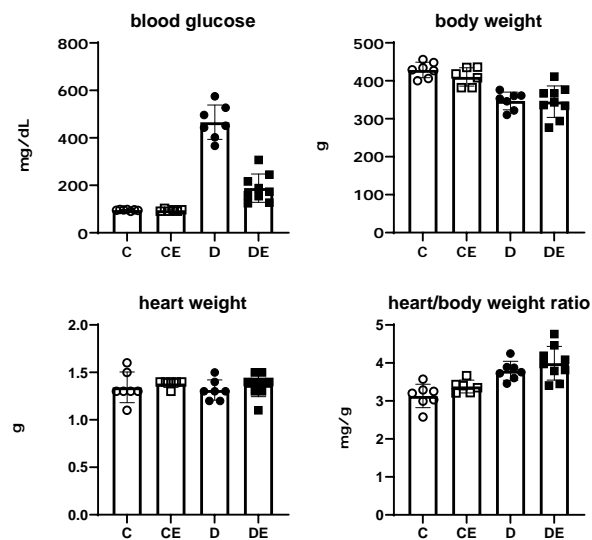 blood glucose
mg/dL
800
600
400
200
0
C CE D DE
body weight
g
500
400
300
200
100
0
C CE D DE
heart weight
g
2.0
1.5
1.0
0.5
0.0
C CE D DE
heart/body weight ratio
mg/g
5
4
3
2
1
0
C CE D DE